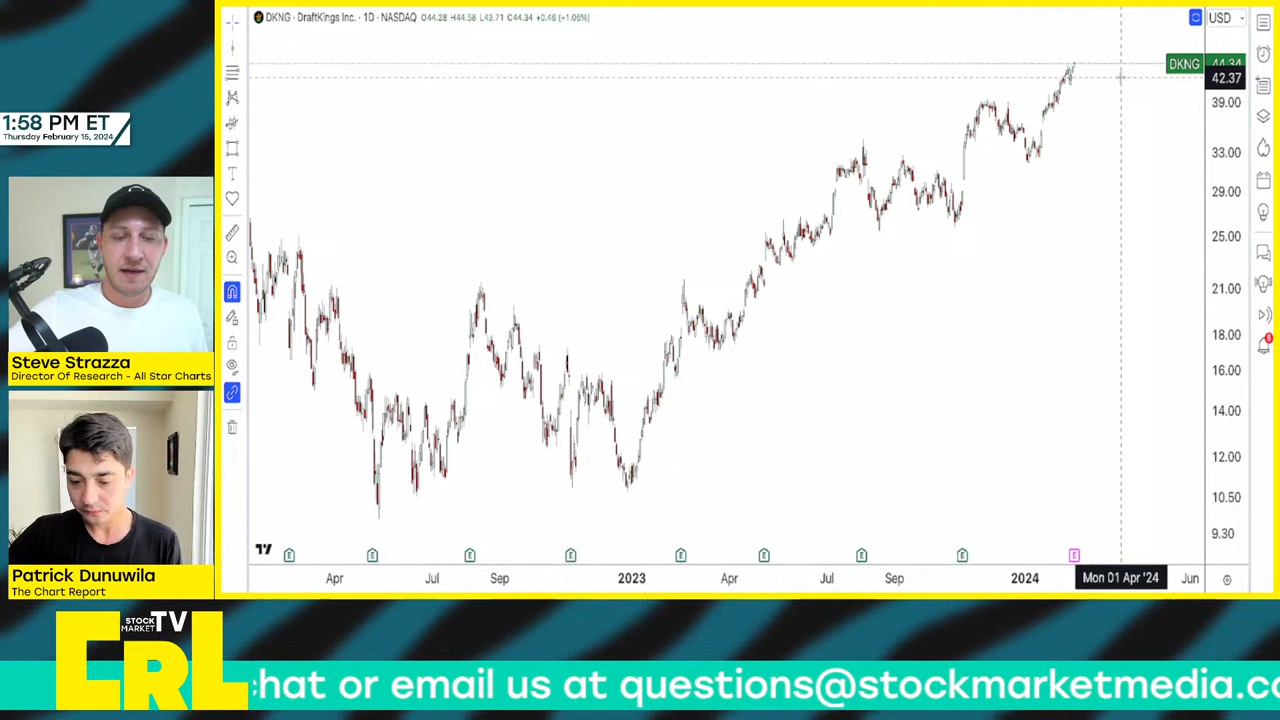 DKNG · DraftKings Inc. · 1D · NASDAQ O44.28 H44.58 L43.71 C44.34 +0.46 (+1.05%)
USD
1:58 PM ET
Thursday February 15, 2024
DKNG 44.34
42.37
39.00
33.00
29.00
25.00
21.00
18.00
16.00
14.00
12.00
10.50
9.30
T
Steve Strazza
Director Of Research - All Star Charts
Patrick Dunuwila
The Chart Report
E E E E E E E E E
Apr Jul Sep 2023 Apr Jul Sep 2024 Mon 01 Apr '24 Jun
STOCK
MARKET TV
ERL
chat or email us at questions@stockmarketmedia.c